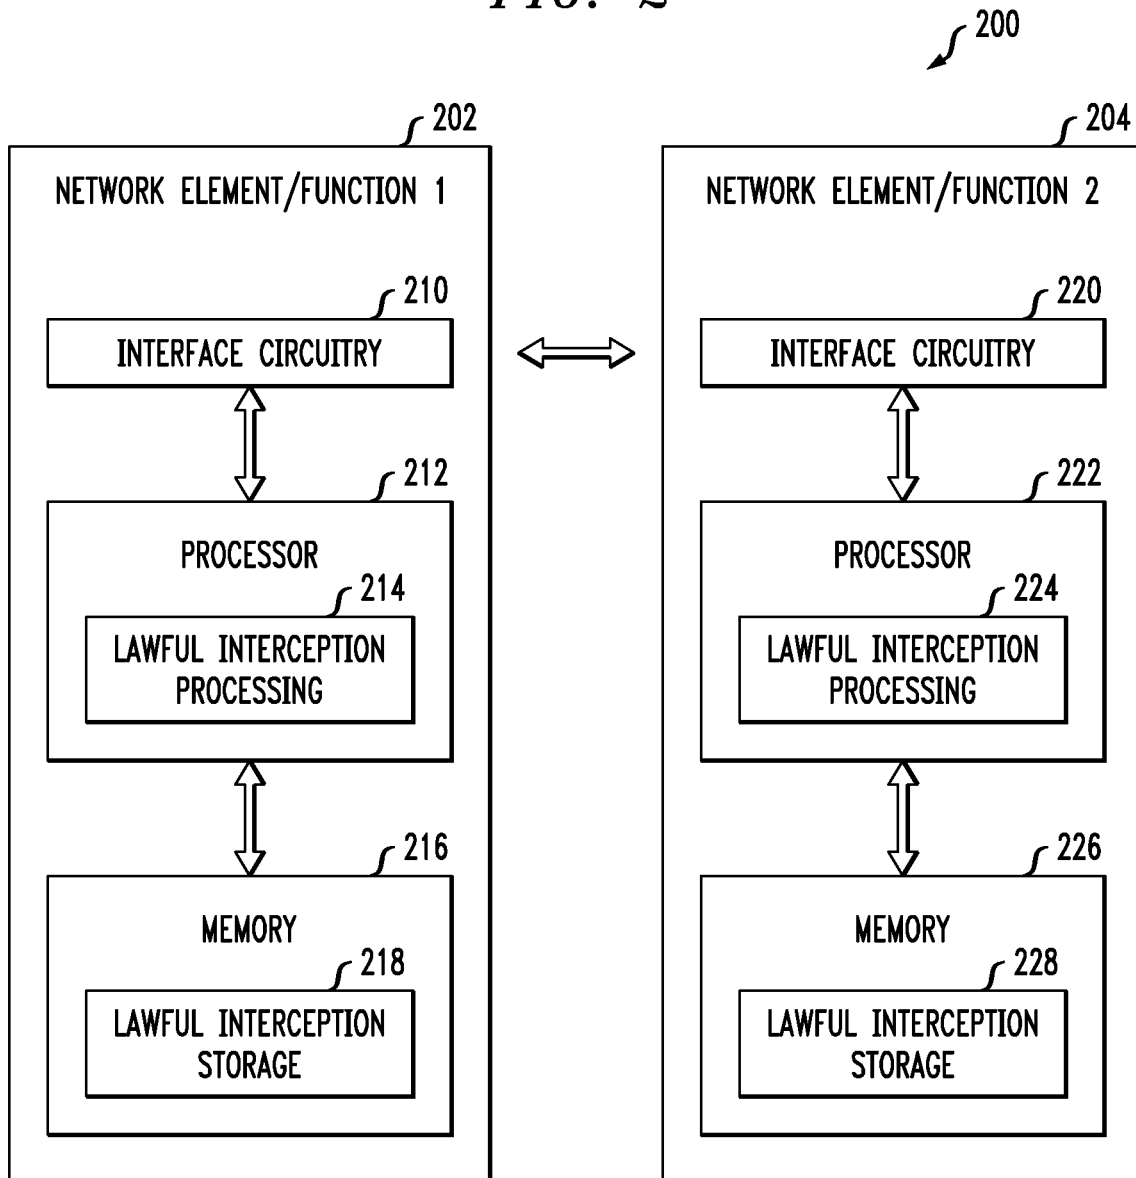 FIG. 2
200
202
204
NETWORK ELEMENT/FUNCTION 1
NETWORK ELEMENT/FUNCTION 2
210
220
INTERFACE CIRCUITRY
INTERFACE CIRCUITRY
212
222
PROCESSOR
PROCESSOR
214
224
LAWFUL INTERCEPTION
PROCESSING
LAWFUL INTERCEPTION
PROCESSING
216
226
MEMORY
MEMORY
218
228
LAWFUL INTERCEPTION
STORAGE
LAWFUL INTERCEPTION
STORAGE